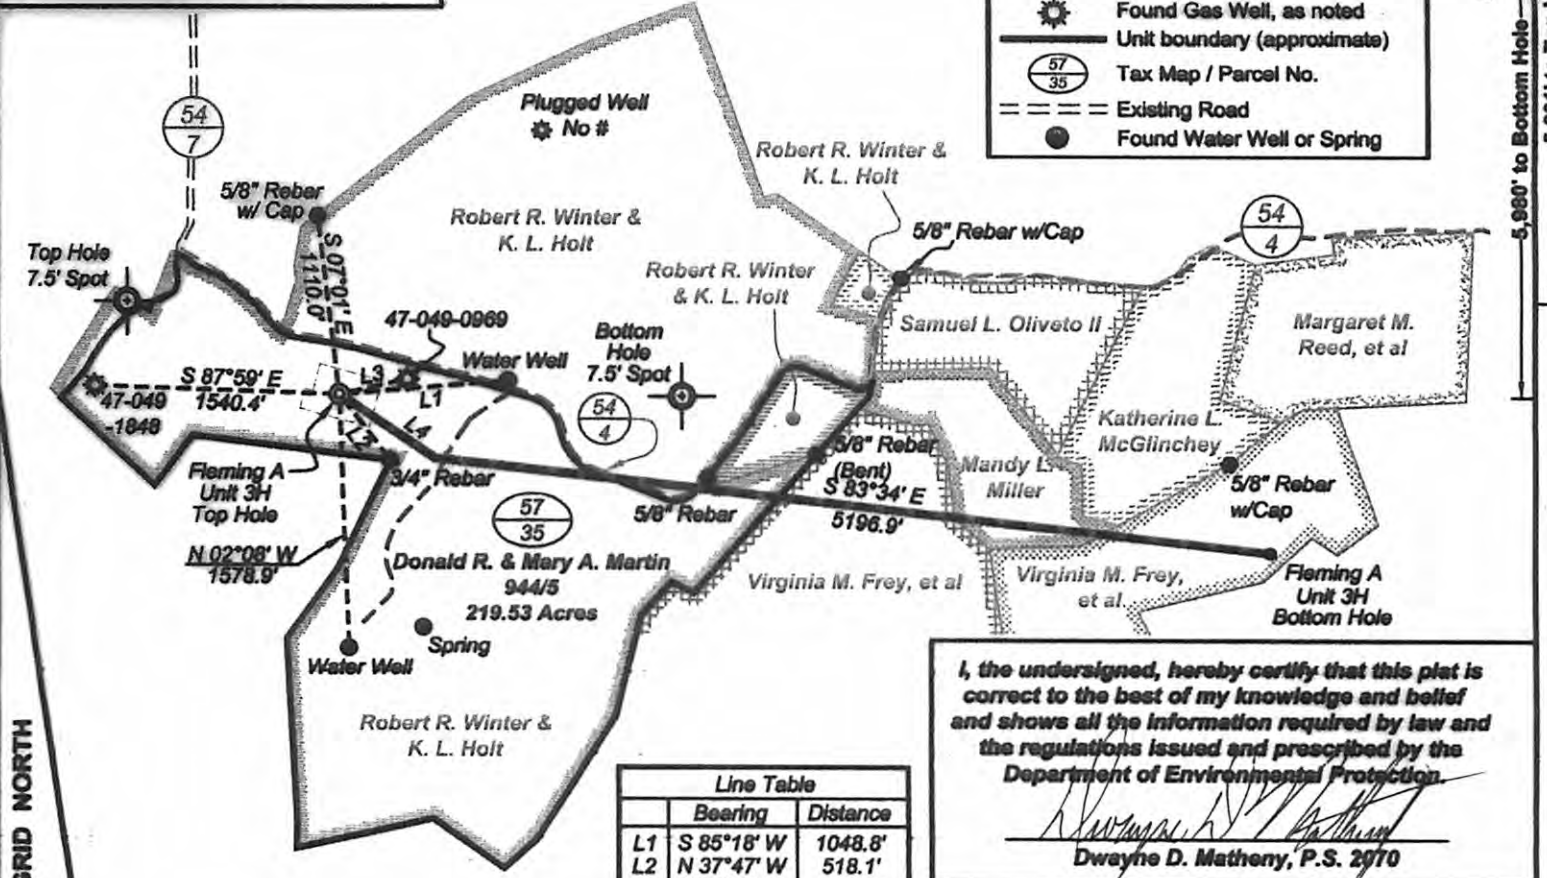 Found Gas Well, as noted
Unit boundary (approximate)
57
35
Tax Map / Parcel No.
Existing Road
Found Water Well or Spring
5,980' to Bottom Hole
54
7
Plugged Well
No #
Robert R. Winter &
K. L. Holt
5/8" Rebar
w/ Cap
Robert R. Winter &
K. L. Holt
54
4
5/8" Rebar w/Cap
Top Hole
7.5' Spot
S 07°01' E
1110.0'
Robert R. Winter
& K. L. Holt
47-049-0969
Bottom
Hole
7.5' Spot
Water Well
Samuel L. Oliveto II
Margaret M.
Reed, et al
S 87°59' E
1540.4'
47-049
-1848
L3
L1
L4
L2
54
4
Katherine L.
McGlinchey
5/8" Rebar
(Bent)
Mandy L.
Miller
Fleming A
Unit 3H
Top Hole
3/4" Rebar
5/8" Rebar
S 83°34' E
5196.9'
5/8" Rebar
w/Cap
57
35
N 02°08' W
1578.9'
Donald R. & Mary A. Martin
944/5
219.53 Acres
Virginia M. Frey, et al
Virginia M. Frey,
et al
Fleming A
Unit 3H
Bottom Hole
Spring
Water Well
Robert R. Winter &
K. L. Holt
GRID NORTH
Line Table
Bearing Distance
L1 S 85°18' W 1048.8'
L2 N 37°47' W 518.1'
I, the undersigned, hereby certify that this plat is
correct to the best of my knowledge and belief
and shows all the information required by law and
the regulations issued and prescribed by the
Department of Environmental Protection.
Dwayne D. Matheny
Dwayne D. Matheny, P.S. 2070